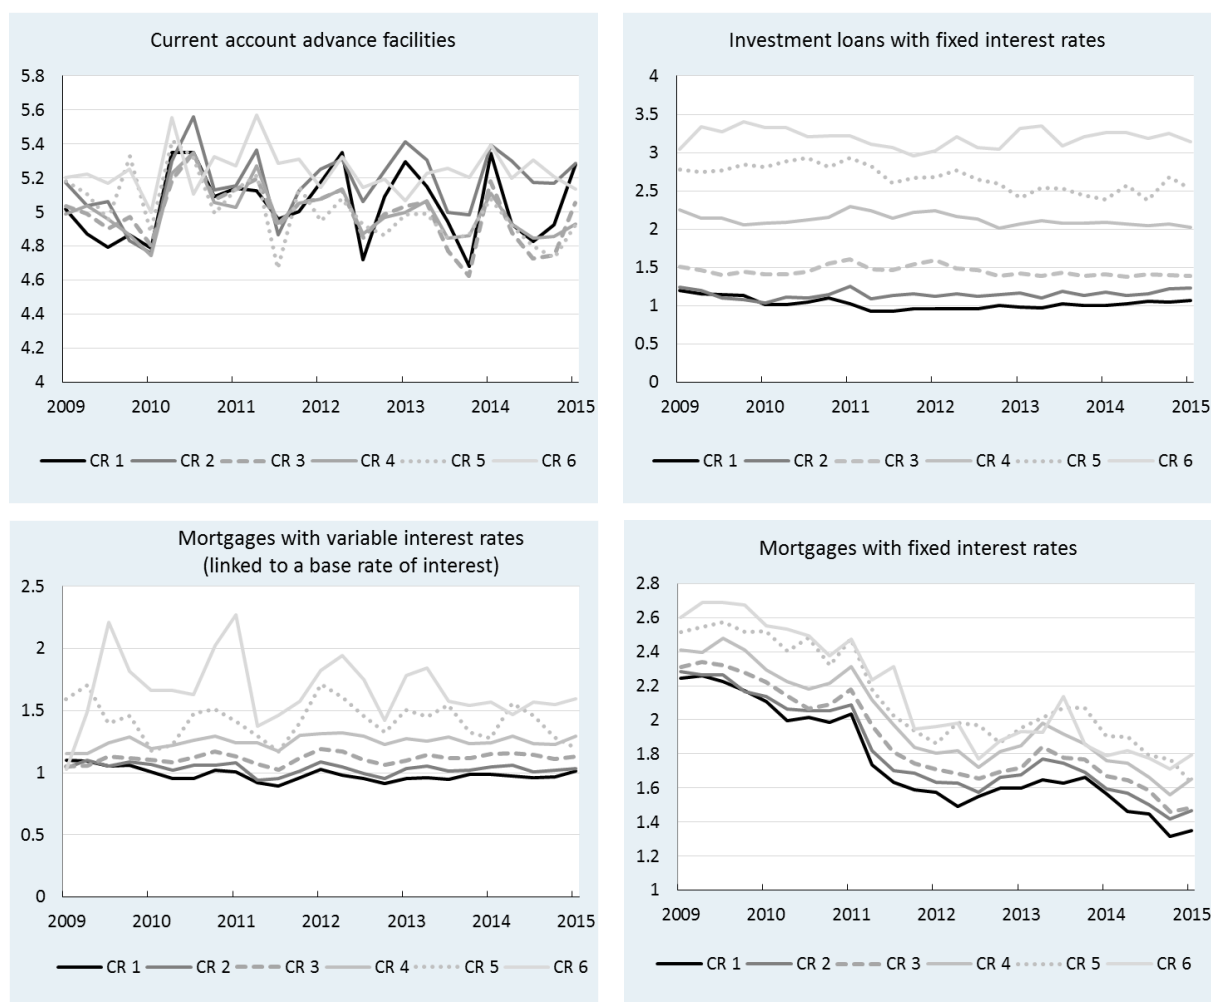 Current account advance facilities
5.8
5.6
5.4
5.2
5
4.8
4.6
4.4
4.2
4
2009 2010 2011 2012 2013 2014 2015
CR 1 CR 2 CR 3 CR 4 CR 5 CR 6
Investment loans with fixed interest rates
4
3.5
3
2.5
2
1.5
1
0.5
0
2009 2010 2011 2012 2013 2014 2015
CR 1 CR 2 CR 3 CR 4 CR 5 CR 6
Mortgages with variable interest rates
(linked to a base rate of interest)
2.5
2
1.5
1
0.5
0
2009 2010 2011 2012 2013 2014 2015
CR 1 CR 2 CR 3 CR 4 CR 5 CR 6
Mortgages with fixed interest rates
2.8
2.6
2.4
2.2
2
1.8
1.6
1.4
1.2
1
2009 2010 2011 2012 2013 2014 2015
CR 1 CR 2 CR 3 CR 4 CR 5 CR 6